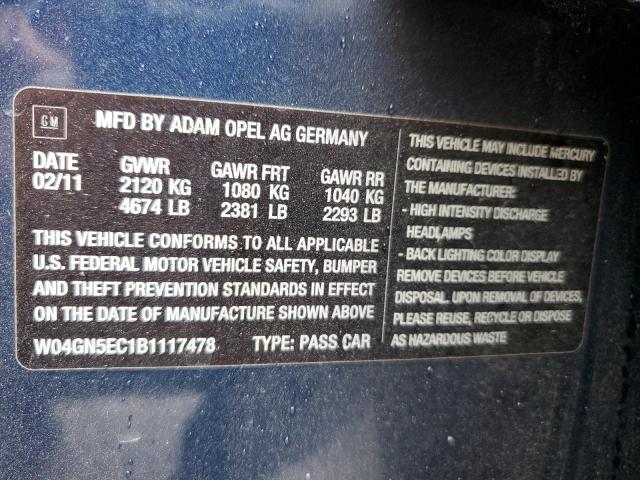 GM
MFD BY ADAM OPEL AG GERMANY
DATE GVWR GAWR FRT GAWR RR
02/11 2120 KG 1080 KG 1040 KG
4674 LB 2381 LB 2293 LB
THIS VEHICLE CONFORMS TO ALL APPLICABLE
U.S. FEDERAL MOTOR VEHICLE SAFETY, BUMPER
AND THEFT PREVENTION STANDARDS IN EFFECT
ON THE DATE OF MANUFACTURE SHOWN ABOVE
W04GN5EC1B1117478 TYPE: PASS CAR
THIS VEHICLE MAY INCLUDE MERCURY
CONTAINING DEVICES INSTALLED BY
THE MANUFACTURER:
- HIGH INTENSITY DISCHARGE
HEADLAMPS
- BACK LIGHTING COLOR DISPLAY
REMOVE DEVICES BEFORE VEHICLE
DISPOSAL. UPON REMOVAL OF DEVICES,
PLEASE REUSE, RECYCLE OR DISPOSE
AS HAZARDOUS WASTE